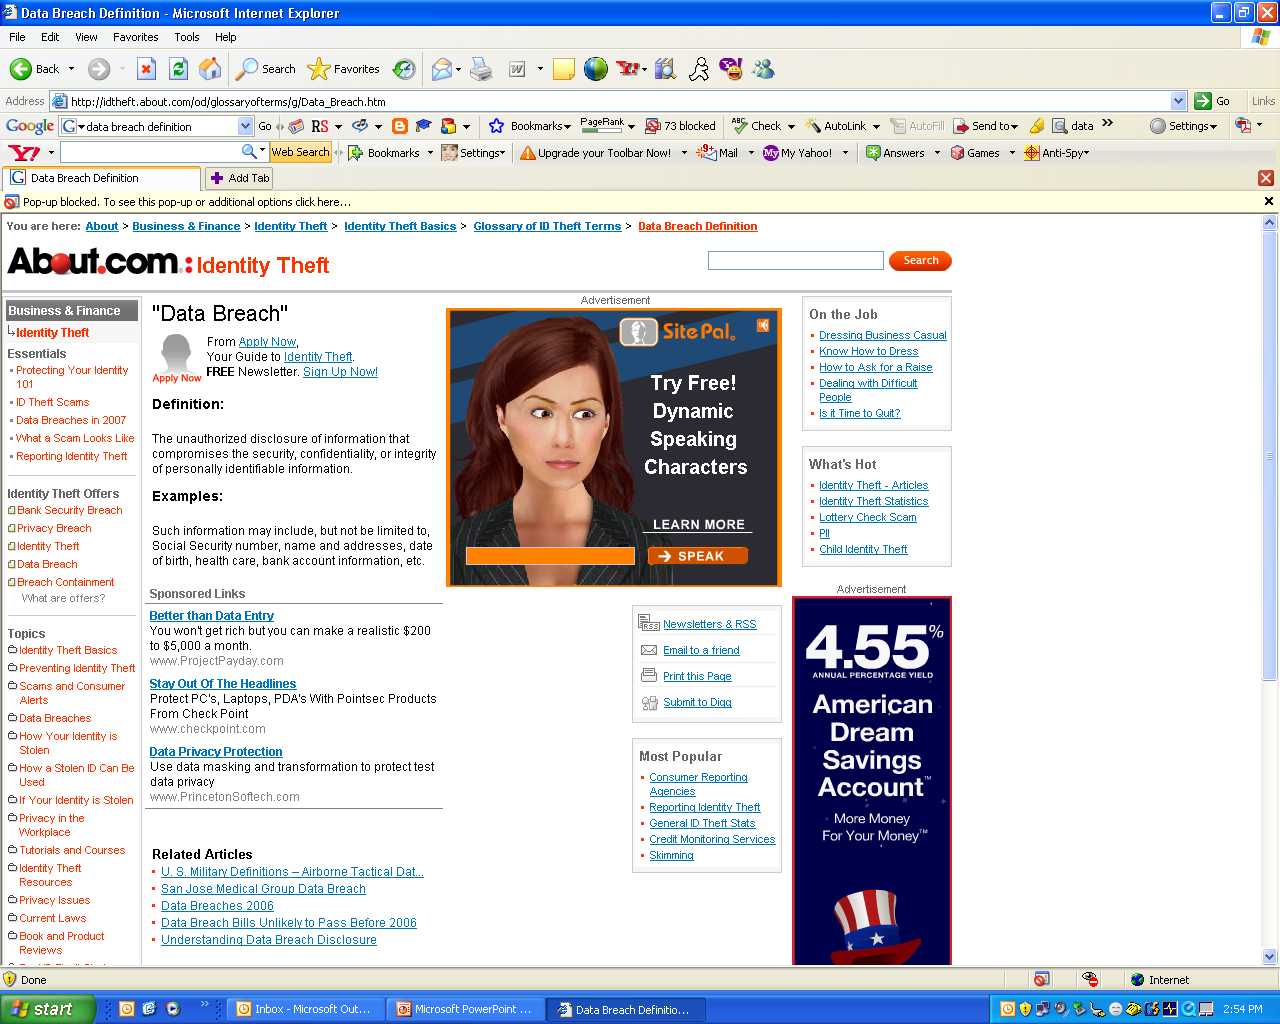 Data Breach Definition - Microsoft Internet Explorer
File Edit View Favorites Tools Help
Back Search Favorites
Address http://idtheft.about.com/od/glossaryofterms/g/Data_Breach.htm Go Links
Google G data breach definition Go RS Bookmarks PageRank 73 blocked Check AutoLink AutoFill Send to data » Settings
Y! Web Search Bookmarks Settings Upgrade your Toolbar Now! Mail My Yahoo! Answers Games Anti-Spy
Data Breach Definition Add Tab
Pop-up blocked. To see this pop-up or additional options click here...
You are here: About > Business & Finance > Identity Theft > Identity Theft Basics > Glossary of ID Theft Terms > Data Breach Definition
About.com: Identity Theft Search
Business & Finance
Identity Theft
Essentials
Protecting Your Identity
101
ID Theft Scams
Data Breaches in 2007
What a Scam Looks Like
Reporting Identity Theft
Identity Theft Offers
Bank Security Breach
Privacy Breach
Identity Theft
Data Breach
Breach Containment
What are offers?
Topics
Identity Theft Basics
Preventing Identity Theft
Scams and Consumer
Alerts
Data Breaches
How Your Identity is
Stolen
How a Stolen ID Can Be
Used
If Your Identity is Stolen
Privacy in the
Workplace
Tutorials and Courses
Identity Theft
Resources
Privacy Issues
Current Laws
Book and Product
Reviews
"Data Breach"
Apply Now
From Apply Now,
Your Guide to Identity Theft.
FREE Newsletter. Sign Up Now!
Definition:
The unauthorized disclosure of information that
compromises the security, confidentiality, or integrity
of personally identifiable information.
Examples:
Such information may include, but not be limited to,
Social Security number, name and addresses, date
of birth, health care, bank account information, etc.
Sponsored Links
Better than Data Entry
You won't get rich but you can make a realistic $200
to $5,000 a month.
www.ProjectPayday.com
Stay Out Of The Headlines
Protect PC's, Laptops, PDA's With Pointsec Products
From Check Point
www.checkpoint.com
Data Privacy Protection
Use data masking and transformation to protect test
data privacy
www.PrincetonSoftech.com
Related Articles
U. S. Military Definitions – Airborne Tactical Dat...
San Jose Medical Group Data Breach
Data Breaches 2006
Data Breach Bills Unlikely to Pass Before 2006
Understanding Data Breach Disclosure
Advertisement
SitePal.
Try Free!
Dynamic
Speaking
Characters
LEARN MORE
SPEAK
Newsletters & RSS
Email to a friend
Print this Page
Submit to Digg
Most Popular
Consumer Reporting
Agencies
Reporting Identity Theft
General ID Theft Stats
Credit Monitoring Services
Skimming
On the Job
Dressing Business Casual
Know How to Dress
How to Ask for a Raise
Dealing with Difficult
People
Is it Time to Quit?
What's Hot
Identity Theft - Articles
Identity Theft Statistics
Lottery Check Scam
PII
Child Identity Theft
Advertisement
4.55%
ANNUAL PERCENTAGE YIELD
American
Dream
Savings
Account™
More Money
For Your Money™
Done Internet
start » Inbox - Microsoft Out... Microsoft PowerPoint ... Data Breach Definitio... 2:54 PM